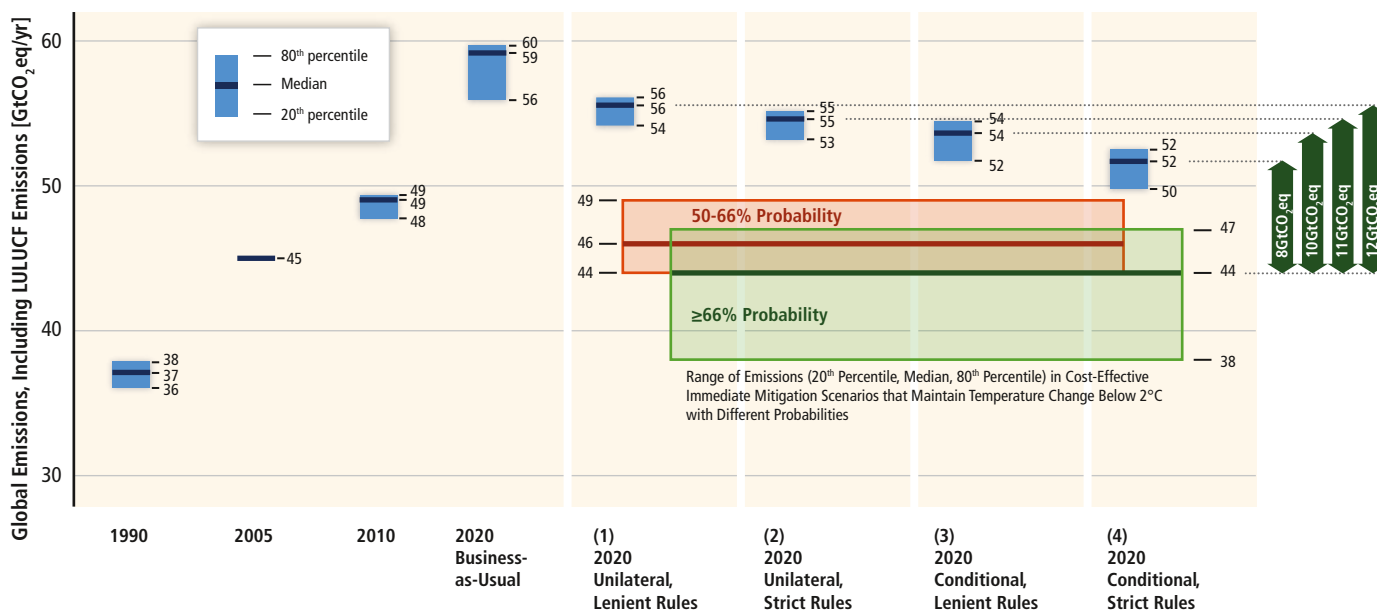 Global Emissions, Including LULUCF Emissions [GtCO2eq/yr]
60
50
40
30
80th percentile
Median
20th percentile
38
37
36
45
49
49
48
60
59
56
56
56
54
55
55
53
54
54
52
52
52
50
49
46
44
50-66% Probability
≥66% Probability
47
44
38
Range of Emissions (20th Percentile, Median, 80th Percentile) in Cost-Effective
Immediate Mitigation Scenarios that Maintain Temperature Change Below 2°C
with Different Probabilities
8GtCO2eq
10GtCO2eq
11GtCO2eq
12GtCO2eq
1990
2005
2010
2020
Business-
as-Usual
(1)
2020
Unilateral,
Lenient Rules
(2)
2020
Unilateral,
Strict Rules
(3)
2020
Conditional,
Lenient Rules
(4)
2020
Conditional,
Strict Rules